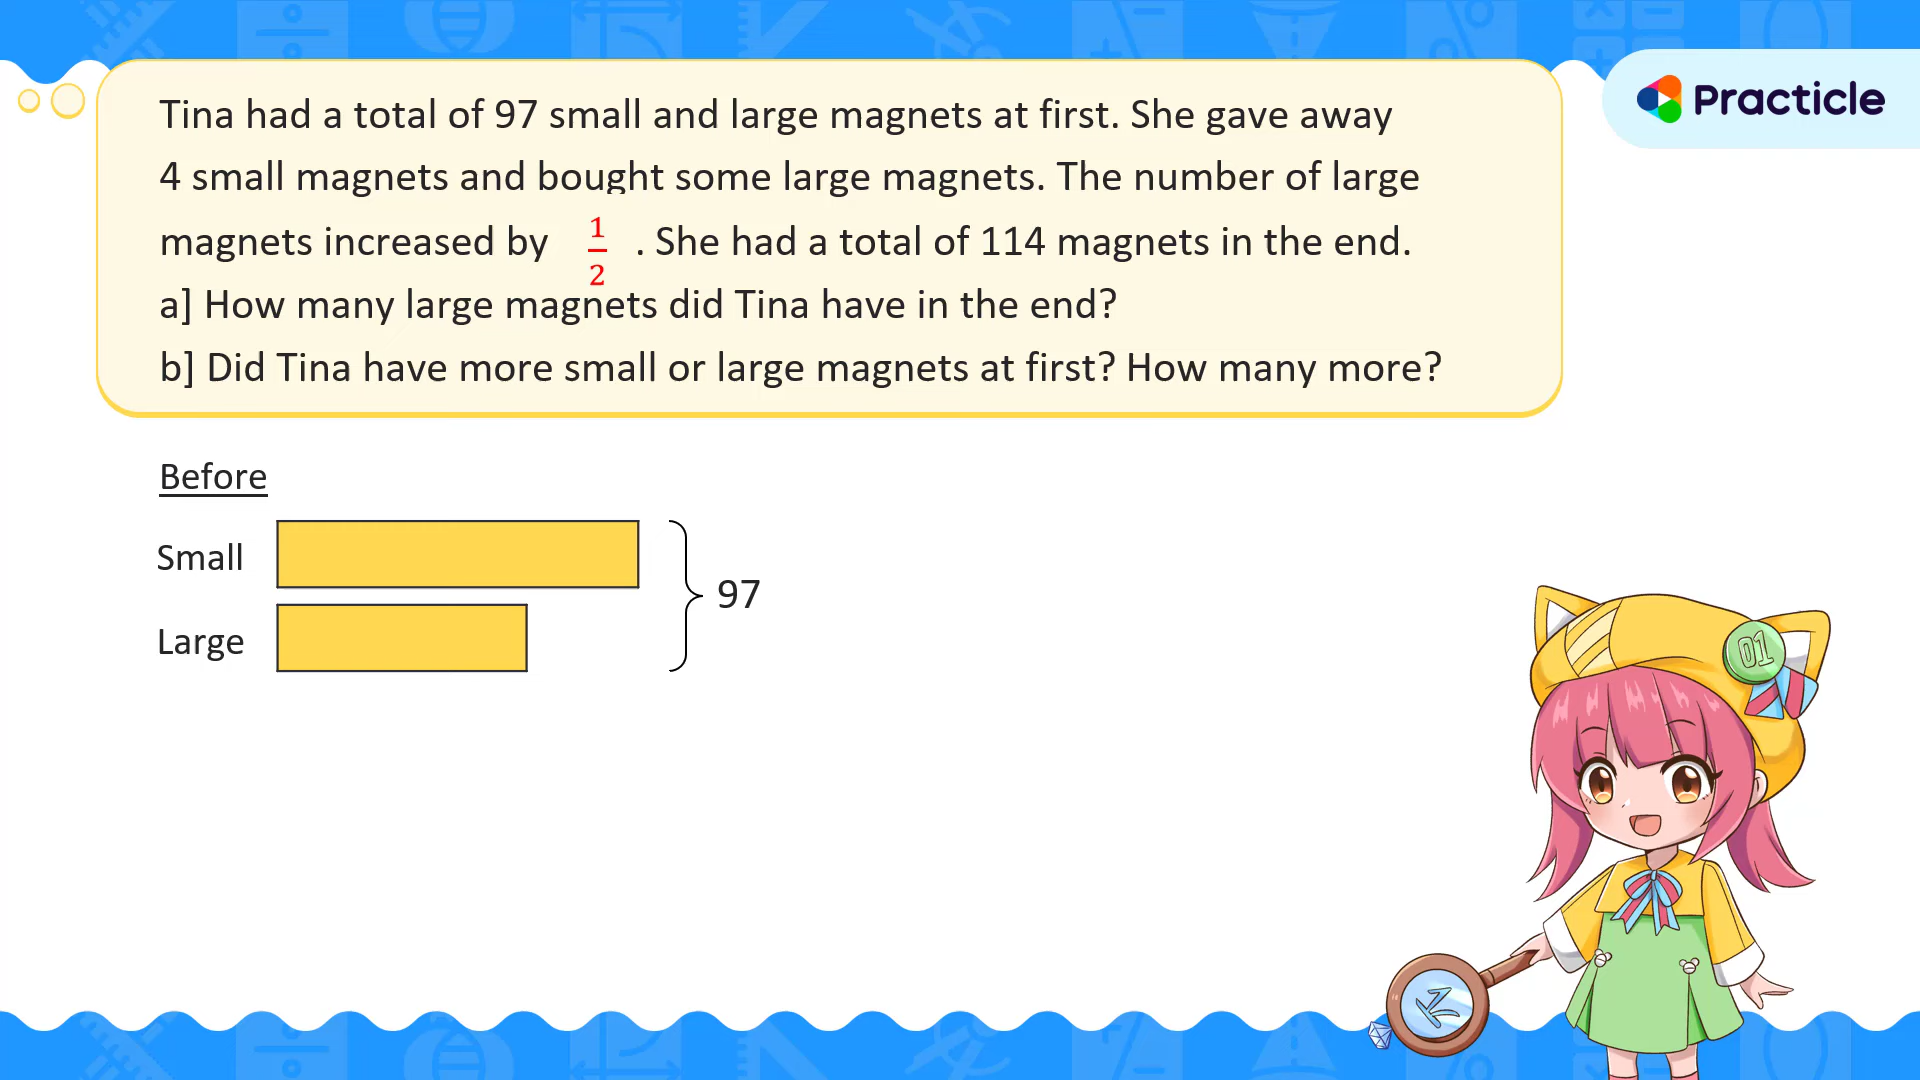 Tina had a total of 97 small and large magnets at first. She gave away
4 small magnets and bought some large magnets. The number of large
magnets increased by 1/2 . She had a total of 114 magnets in the end.
a] How many large magnets did Tina have in the end?
b] Did Tina have more small or large magnets at first? How many more?
Practicle
Before
Small
97
Large
01